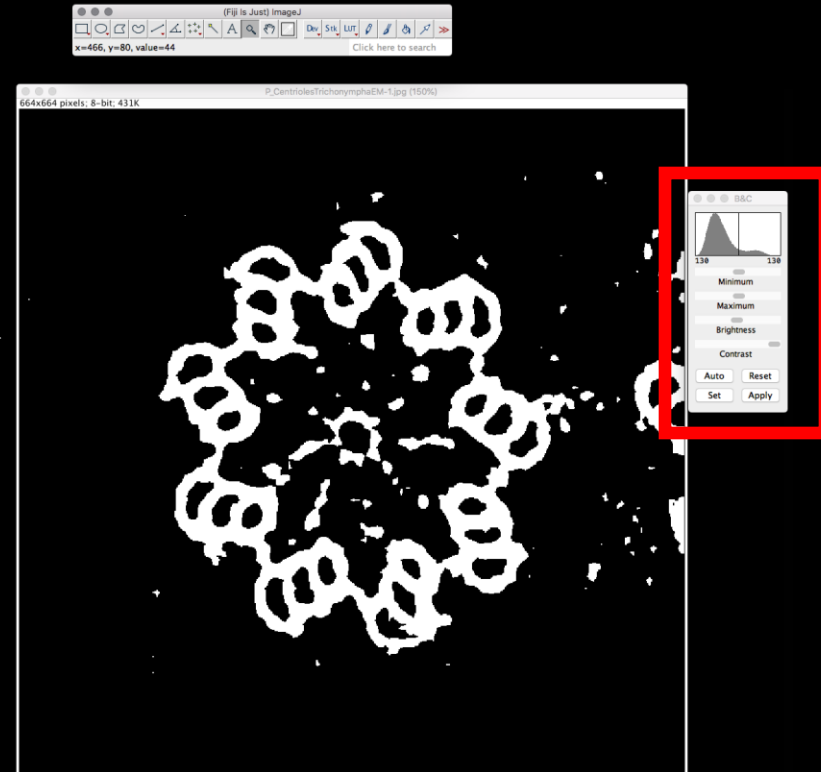 (Fiji is Just) ImageJ
A Dev Stk LUT
x=466, y=80, value=44 Click here to search
P_CentriolesTrichonymphaEM-1.jpg (150%)
664x664 pixels; 8-bit; 431K
B&C
130 130
Minimum
Maximum
Brightness
Contrast
Auto Reset
Set Apply